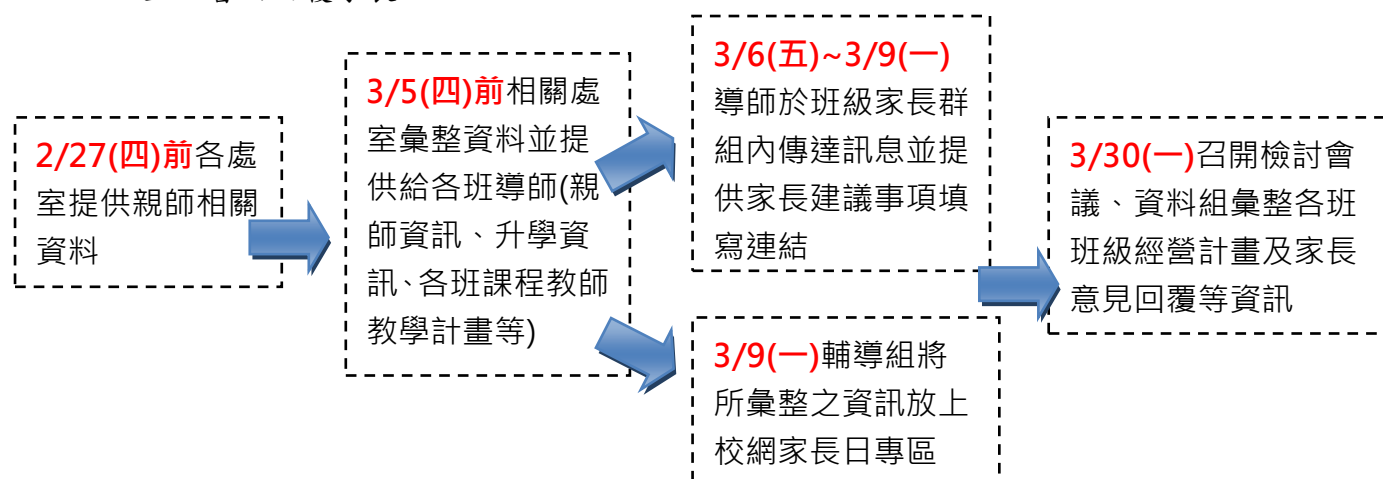 2/27(四)前各處
室提供親師相關
資料
3/5(四)前相關處
室彙整資料並提
供給各班導師(親
師資訊、升學資
訊、各班課程教師
教學計畫等)
3/6(五)~3/9(一)
導師於班級家長群
組內傳達訊息並提
供家長建議事項填
寫連結
3/9(一)輔導組將
所彙整之資訊放上
校網家長日專區
3/30(一)召開檢討會
議、資料組彙整各班
班級經營計畫及家長
意見回覆等資訊